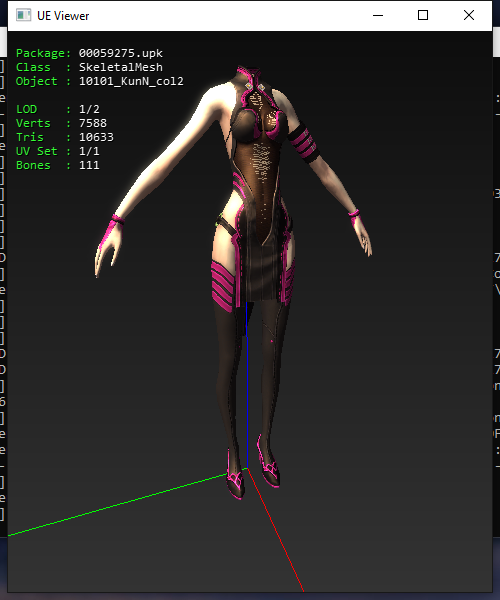 UE Viewer
Package: 00059275.upk
Class : SkeletalMesh
Object : 10101_KunN_col2
LOD : 1/2
Verts : 7588
Tris : 10633
UV Set : 1/1
Bones : 111